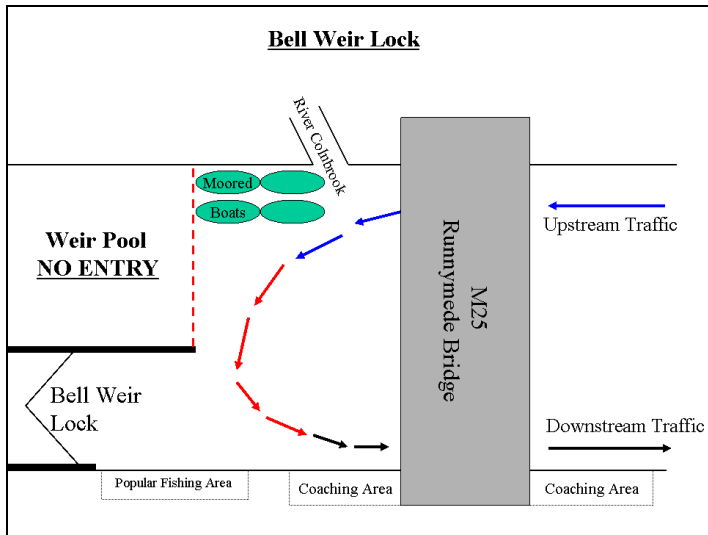 Bell Weir Lock
River Colnbrook
Moored
Boats
Upstream Traffic
Weir Pool
NO ENTRY
M25
Runnymede Bridge
Bell Weir
Lock
Downstream Traffic
Popular Fishing Area
Coaching Area
Coaching Area